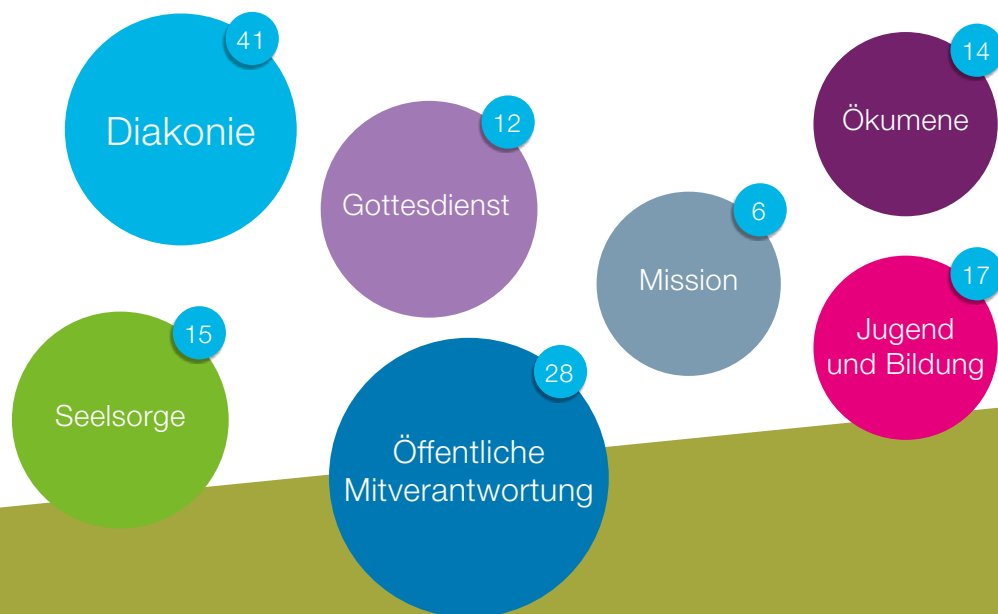 41
Diakonie
12
Gottesdienst
14
Ökumene
6
Mission
17
Jugend
und Bildung
15
Seelsorge
28
Öffentliche
Mitverantwortung